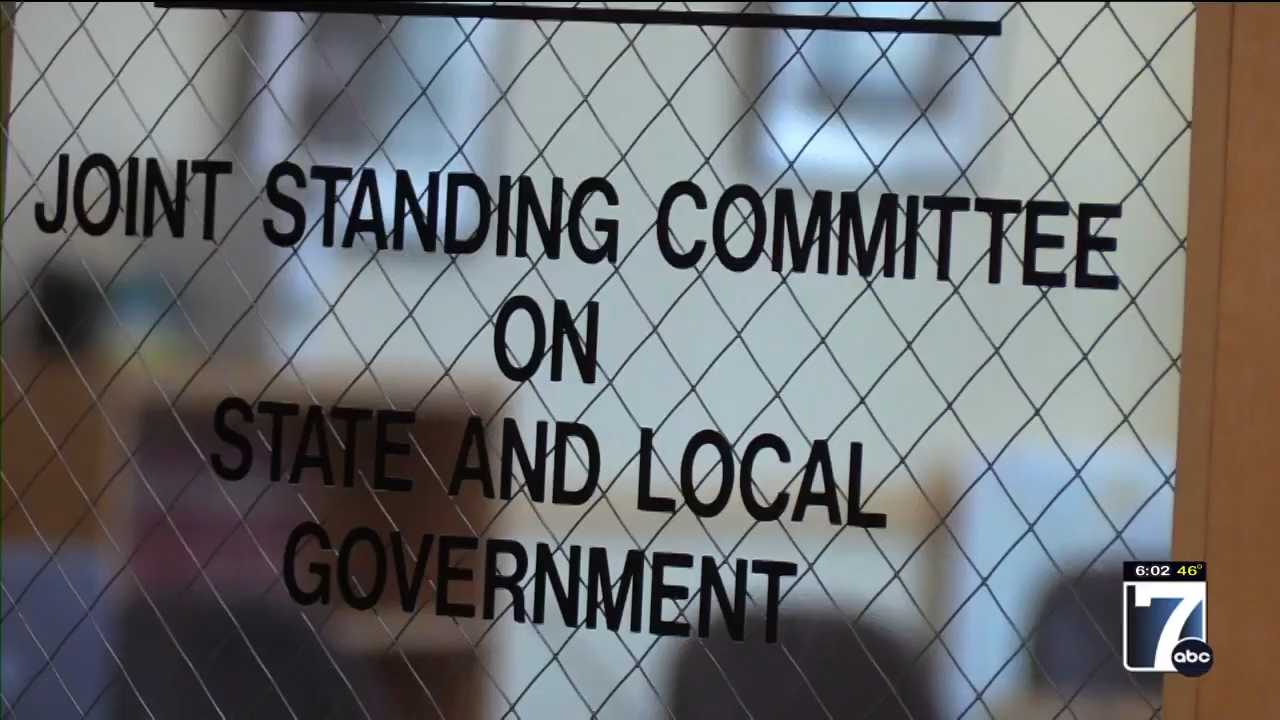 JOINT STANDING COMMITTEE
ON
STATE AND LOCAL
GOVERNMENT
6:02 46°
7
abc